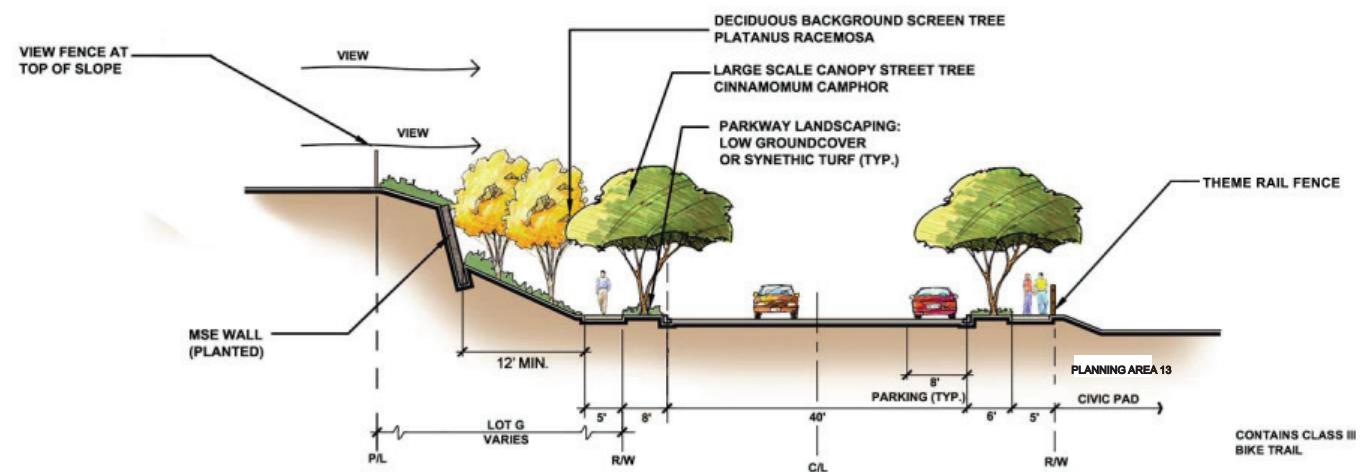 DECIDUOUS BACKGROUND SCREEN TREE
PLATANUS RACEMOSA
VIEW FENCE AT
TOP OF SLOPE
VIEW
LARGE SCALE CANOPY STREET TREE
CINNAMOMUM CAMPHOR
PARKWAY LANDSCAPING:
LOW GROUNDCOVER
OR SYNETHIC TURF (TYP.)
VIEW
THEME RAIL FENCE
MSE WALL
(PLANTED)
12' MIN.
PLANNING AREA 13
8'
PARKING (TYP.)
CIVIC PAD
5'
8'
40'
6'
5'
LOT G
VARIES
CONTAINS CLASS III
BIKE TRAIL
P/L
R/W
C/L
R/W